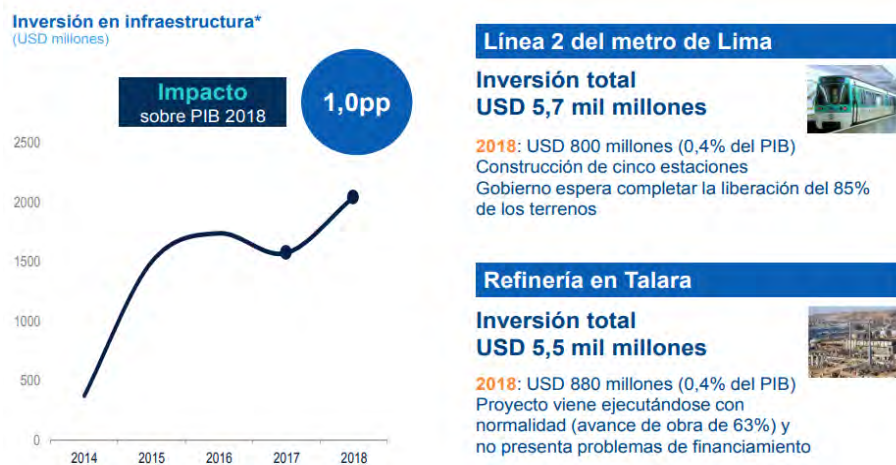 Inversión en infraestructura*
(USD millones)
Impacto
sobre PIB 2018
1,0pp
2500
2000
1500
1000
500
0
2014 2015 2016 2017 2018
Línea 2 del metro de Lima
Inversión total
USD 5,7 mil millones
2018: USD 800 millones (0,4% del PIB)
Construcción de cinco estaciones
Gobierno espera completar la liberación del 85%
de los terrenos
Refinería en Talara
Inversión total
USD 5,5 mil millones
2018: USD 880 millones (0,4% del PIB)
Proyecto viene ejecutándose con
normalidad (avance de obra de 63%) y
no presenta problemas de financiamiento